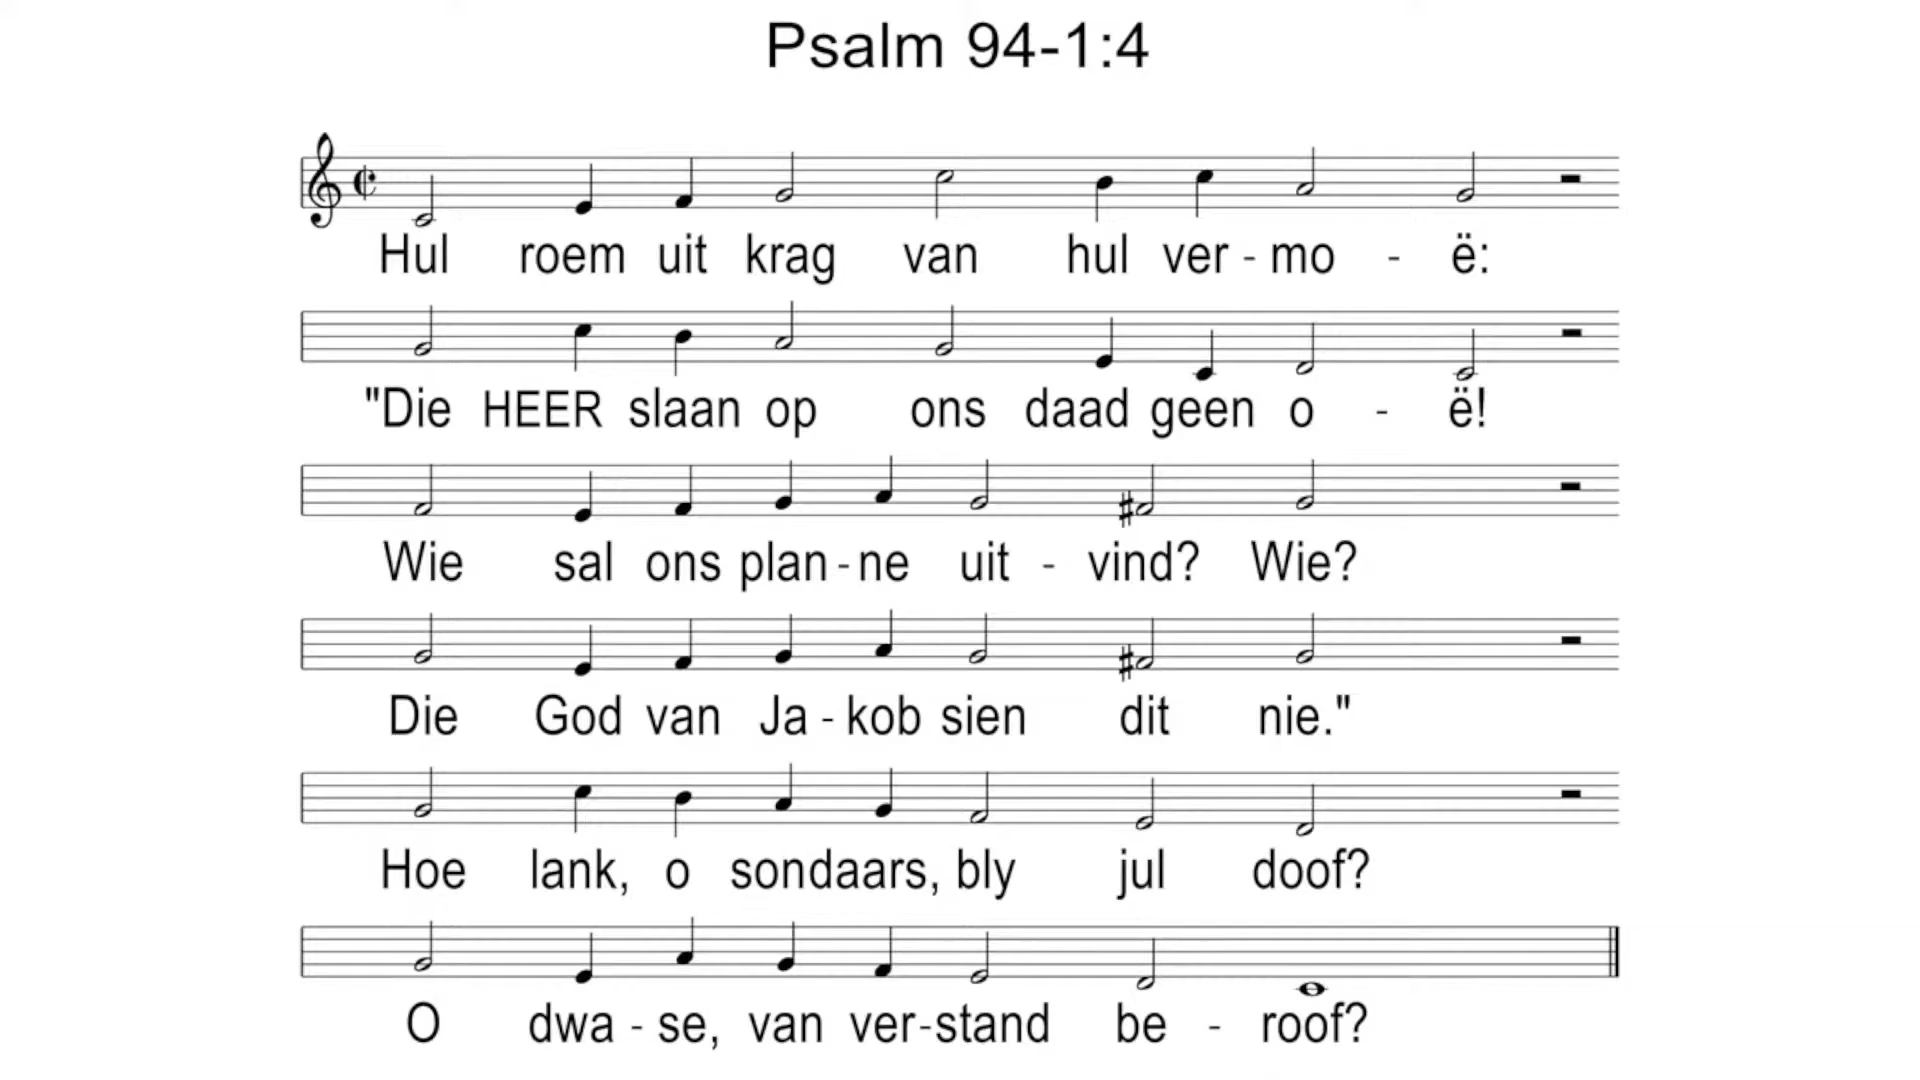 Psalm 94-1:4
Hul roem uit krag van hul ver - mo - ë:
"Die HEER slaan op ons daad geen o - ë!
Wie sal ons plan - ne uit - vind? Wie?
Die God van Ja - kob sien dit nie."
Hoe lank, o sondaars, bly jul doof?
O dwa - se, van ver - stand be - roof?